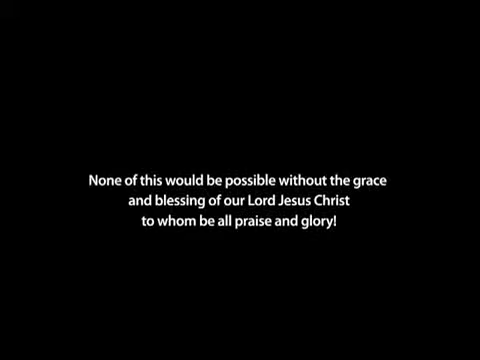 None of this would be possible without the grace
and blessing of our Lord Jesus Christ
to whom be all praise and glory!